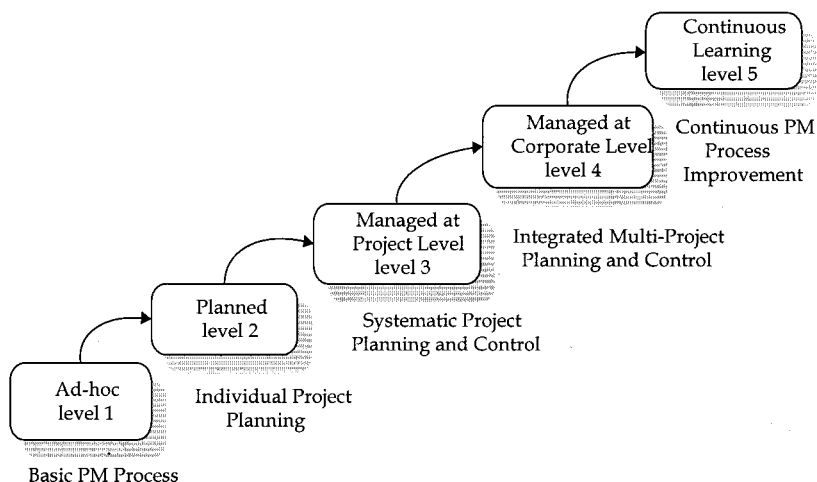 Continuous
Learning
level 5
Managed at
Corporate Level
level 4
Continuous PM
Process
Improvement
Managed at
Project Level
level 3
Integrated Multi-Project
Planning and Control
Planned
level 2
Systematic Project
Planning and Control
Ad-hoc
level 1
Individual Project
Planning
Basic PM Process